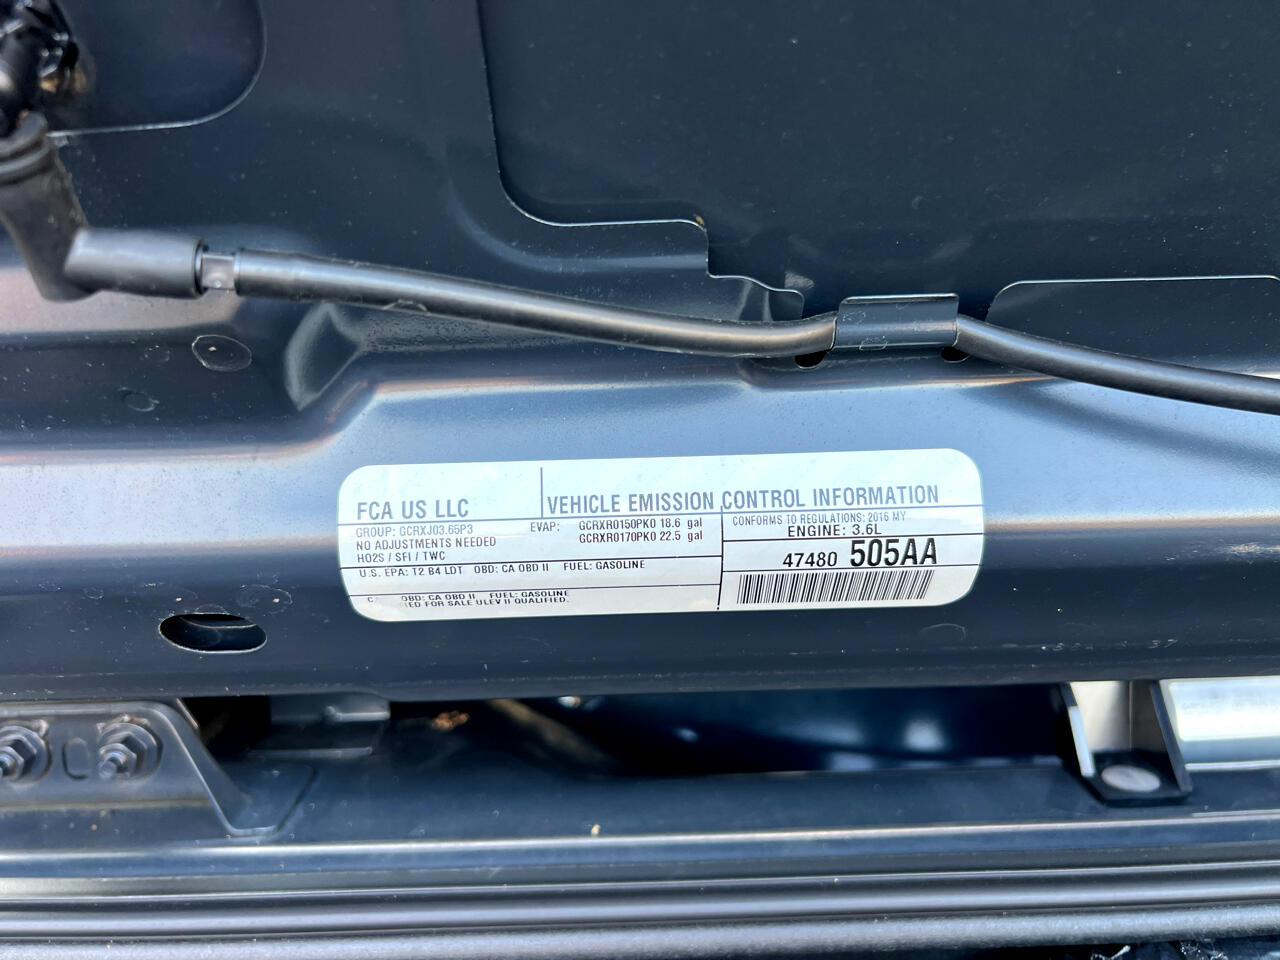 FCA US LLC
VEHICLE EMISSION CONTROL INFORMATION
GROUP: GCRXJ03.65P3
NO ADJUSTMENTS NEEDED
HO2S / SFI / TWC
EVAP: GCRXR0150PK0 18.6 gal
GCRXR0170PK0 22.5 gal
CONFORMS TO REGULATIONS: 2016 MY
ENGINE: 3.6L
U.S. EPA: T2 B4 LDT OBD: CA OBD II FUEL: GASOLINE
OBD: CA OBD II FUEL: GASOLINE
FOR SALE ULEV II QUALIFIED.
47480 505AA